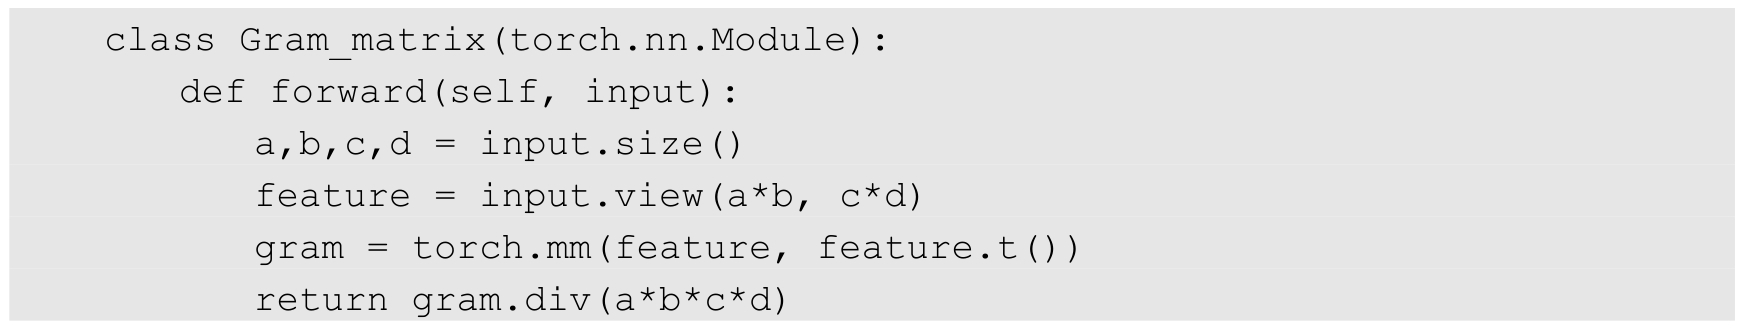 class Gram_matrix(torch.nn.Module):
    def forward(self, input):
        a,b,c,d = input.size()
        feature = input.view(a*b, c*d)
        gram = torch.mm(feature, feature.t())
        return gram.div(a*b*c*d)